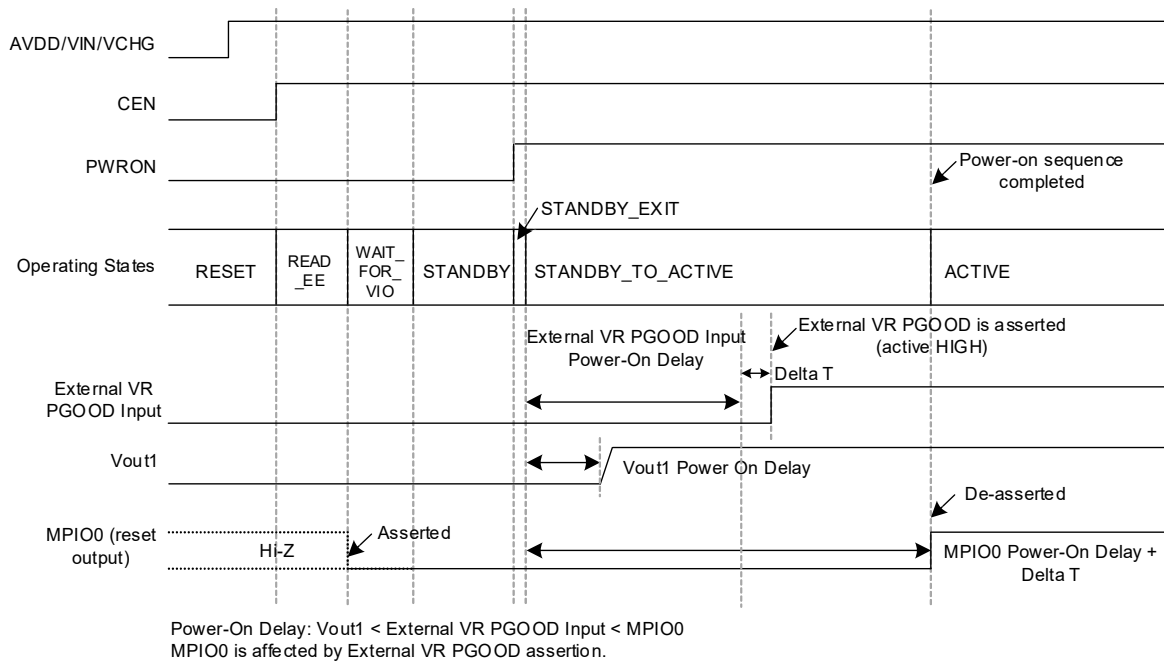 AVDD/VIN/VCHG
CEN
PWRON
Power-on sequence
completed
STANDBY_EXIT
Operating States
RESET
READ
_EE
WAIT_
FOR_
VIO
STANDBY
STANDBY_TO_ACTIVE
ACTIVE
External VR PGOOD Input
Power-On Delay
External VR PGOOD is asserted
(active HIGH)
Delta T
External VR
PGOOD Input
Vout1
Vout1 Power On Delay
De-asserted
MPIO0 (reset
output)
Hi-Z
Asserted
MPIO0 Power-On Delay +
Delta T
Power-On Delay: Vout1 < External VR PGOOD Input < MPIO0
MPIO0 is affected by External VR PGOOD assertion.